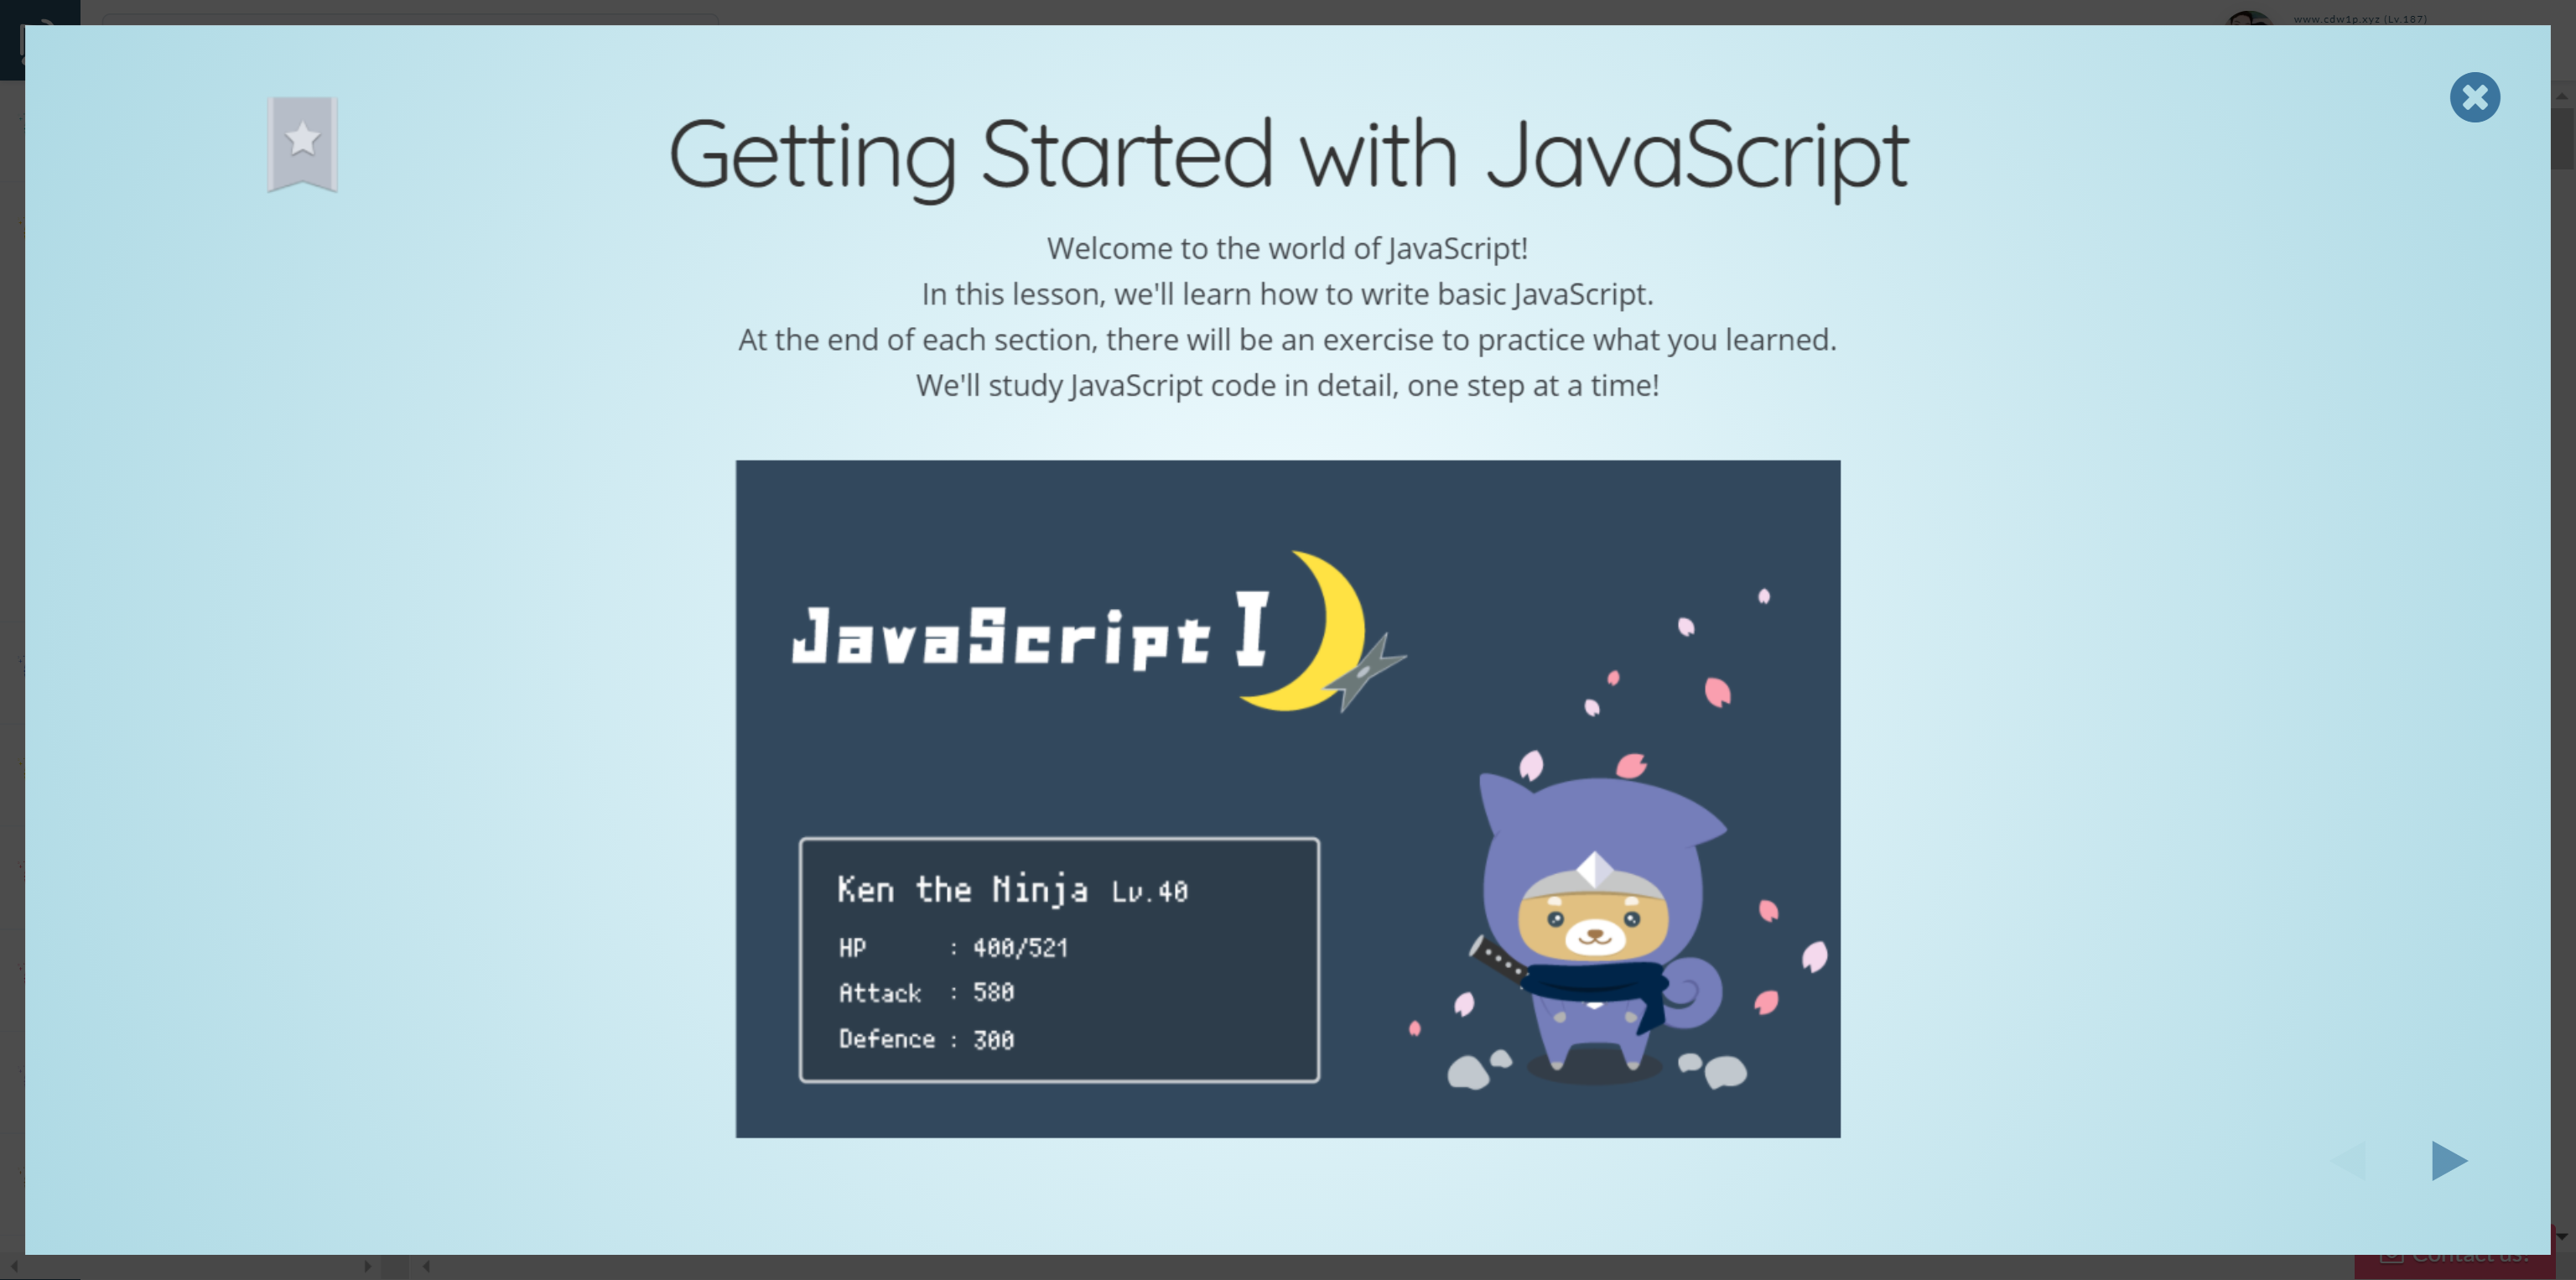 www.cdw1p.xyz (Lv.187)
Getting Started with JavaScript
Welcome to the world of JavaScript!
In this lesson, we'll learn how to write basic JavaScript.
At the end of each section, there will be an exercise to practice what you learned.
We'll study JavaScript code in detail, one step at a time!
JavaScript I
Ken the Ninja Lv.40
HP : 400/521
Attack : 580
Defence : 300
Contact us!